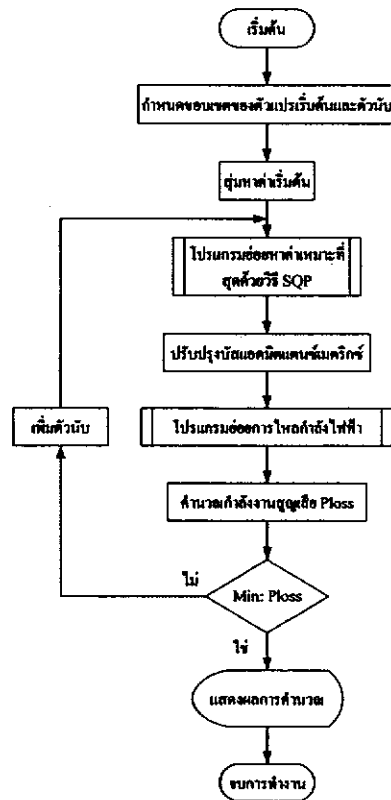 เริ่มต้น
กำหนดขอบเขตของตัวแปรเริ่มต้นและตัวนับ
สุ่มหาค่าเริ่มต้น
โปรแกรมย่อยหาค่าเหมาะที่
สุดด้วยวิธี SQP
ปรับปรุงบัสแอดมิตแตนซ์เมตริกซ์
เพิ่มตัวนับ
โปรแกรมย่อยการไหลกำลังไฟฟ้า
คำนวณกำลังงานสูญเสีย Ploss
ไม่
Min: Ploss
ใช่
แสดงผลการคำนวณ
จบการทำงาน